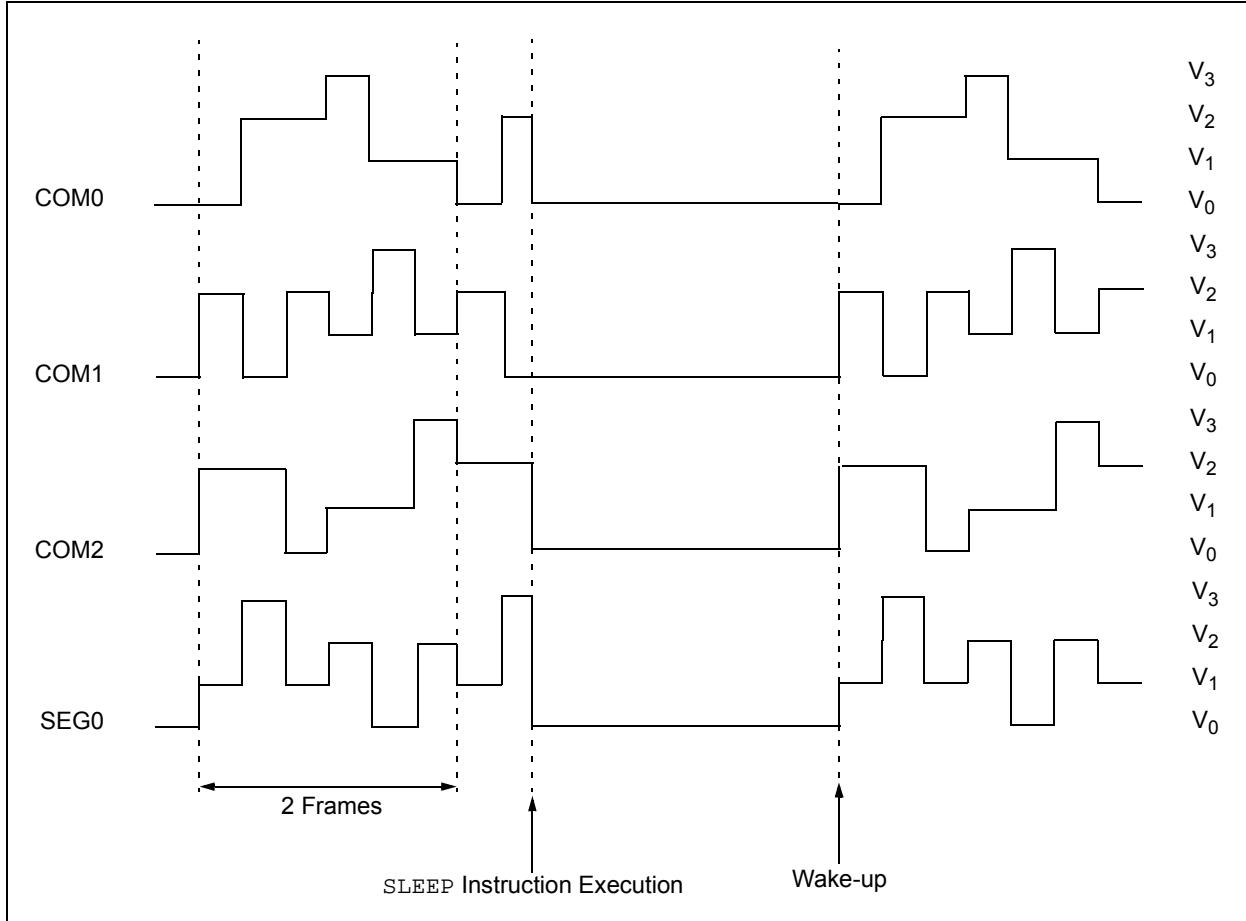 V3
V2
V1
COM0
V0
V3
V2
V1
COM1
V0
V3
V2
V1
COM2
V0
V3
V2
V1
SEG0
V0
2 Frames
SLEEP Instruction Execution
Wake-up